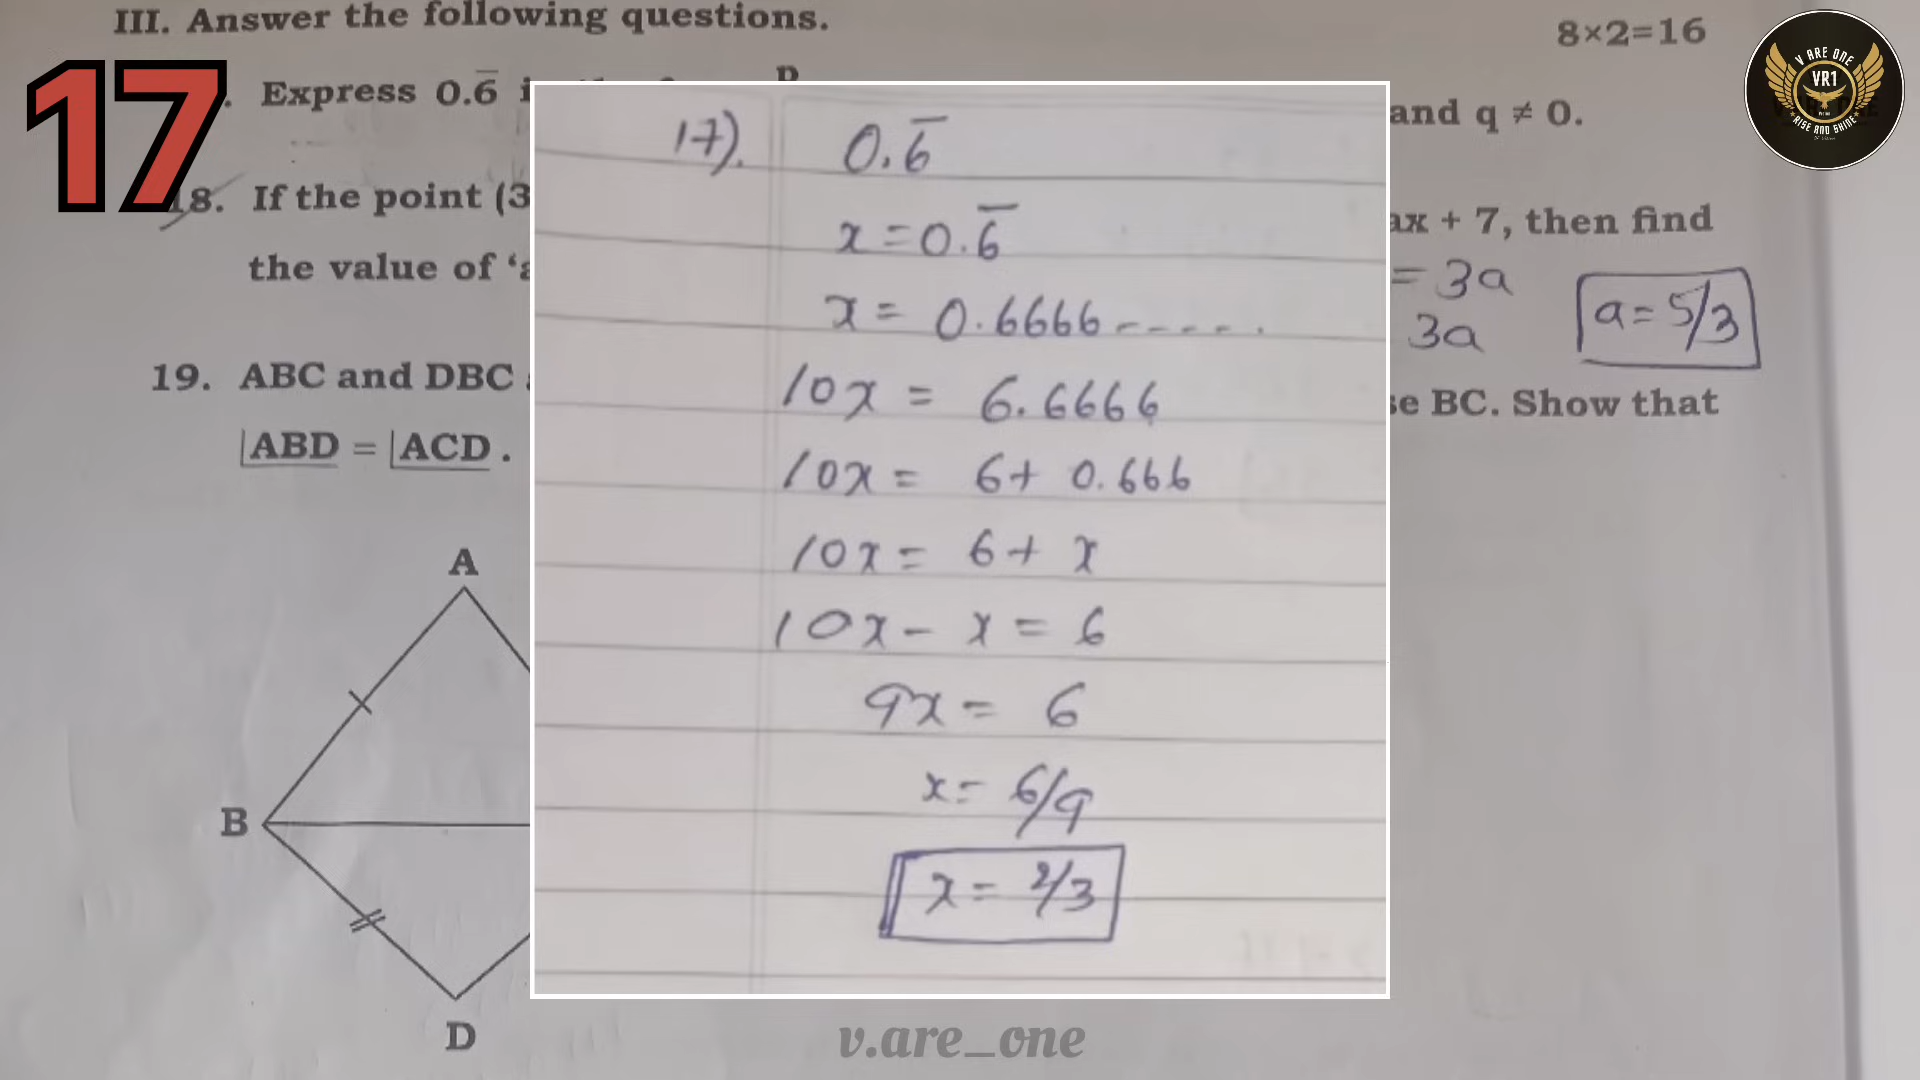 III. Answer the following questions.
8×2=16
17
. Express 0.6̅ i
p
and q ≠ 0.
18. If the point (3
ax + 7, then find
the value of ‘a
= 3a
3a
a = 5/3
19. ABC and DBC
se BC. Show that
∠ABD = ∠ACD.
A
B
D
17).
0.6̅
x = 0.6̅
x = 0.6666-----.
10x = 6.6666
10x = 6+ 0.666
10x = 6+ x
10x - x = 6
9x = 6
x = 6/9
x = 2/3
V ARE ONE
VR1
RISE AND SHINE
v.are_one